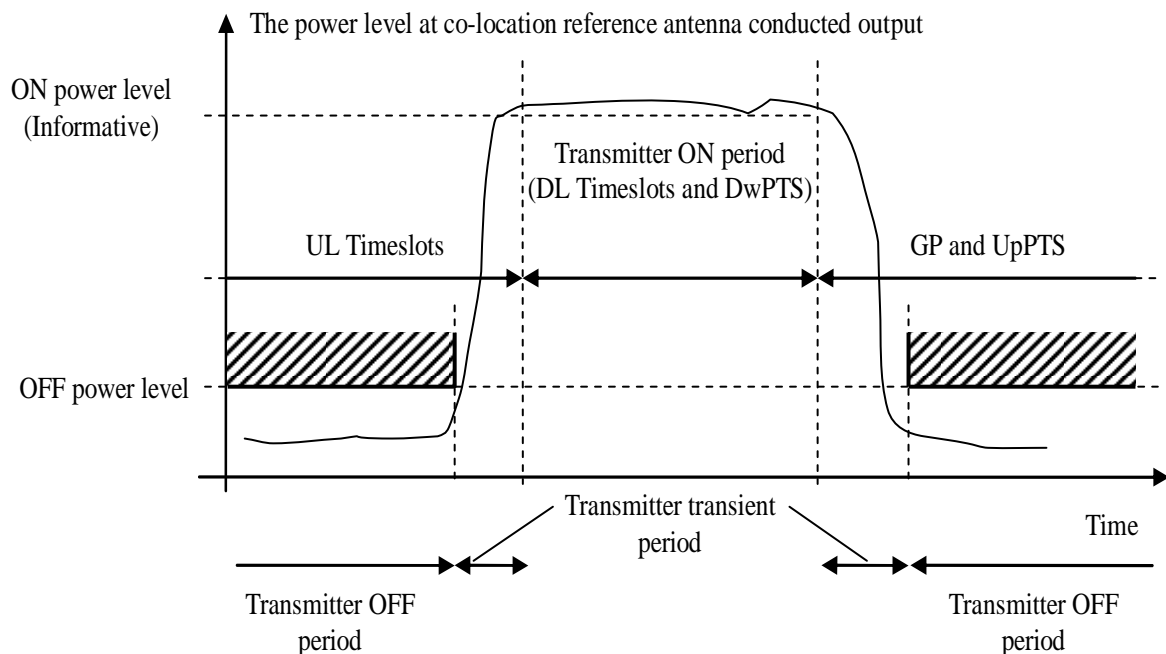 The power level at co-location reference antenna conducted output
ON power level
(Informative)
Transmitter ON period
(DL Timeslots and DwPTS)
UL Timeslots
GP and UpPTS
OFF power level
Transmitter transient
period
Time
Transmitter OFF
period
Transmitter OFF
period